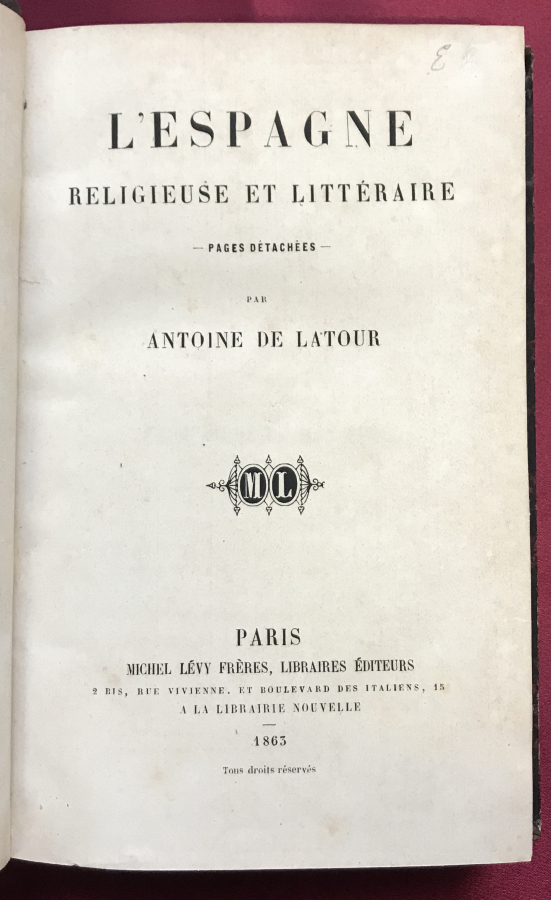 L'ESPAGNE
RELIGIEUSE ET LITTÉRAIRE
— PAGES DÉTACHÉES —
PAR
ANTOINE DE LATOUR
ML
PARIS
MICHEL LÉVY FRÈRES, LIBRAIRES ÉDITEURS
2 BIS, RUE VIVIENNE, ET BOULEVARD DES ITALIENS, 15
A LA LIBRAIRIE NOUVELLE
1863
Tous droits réservés